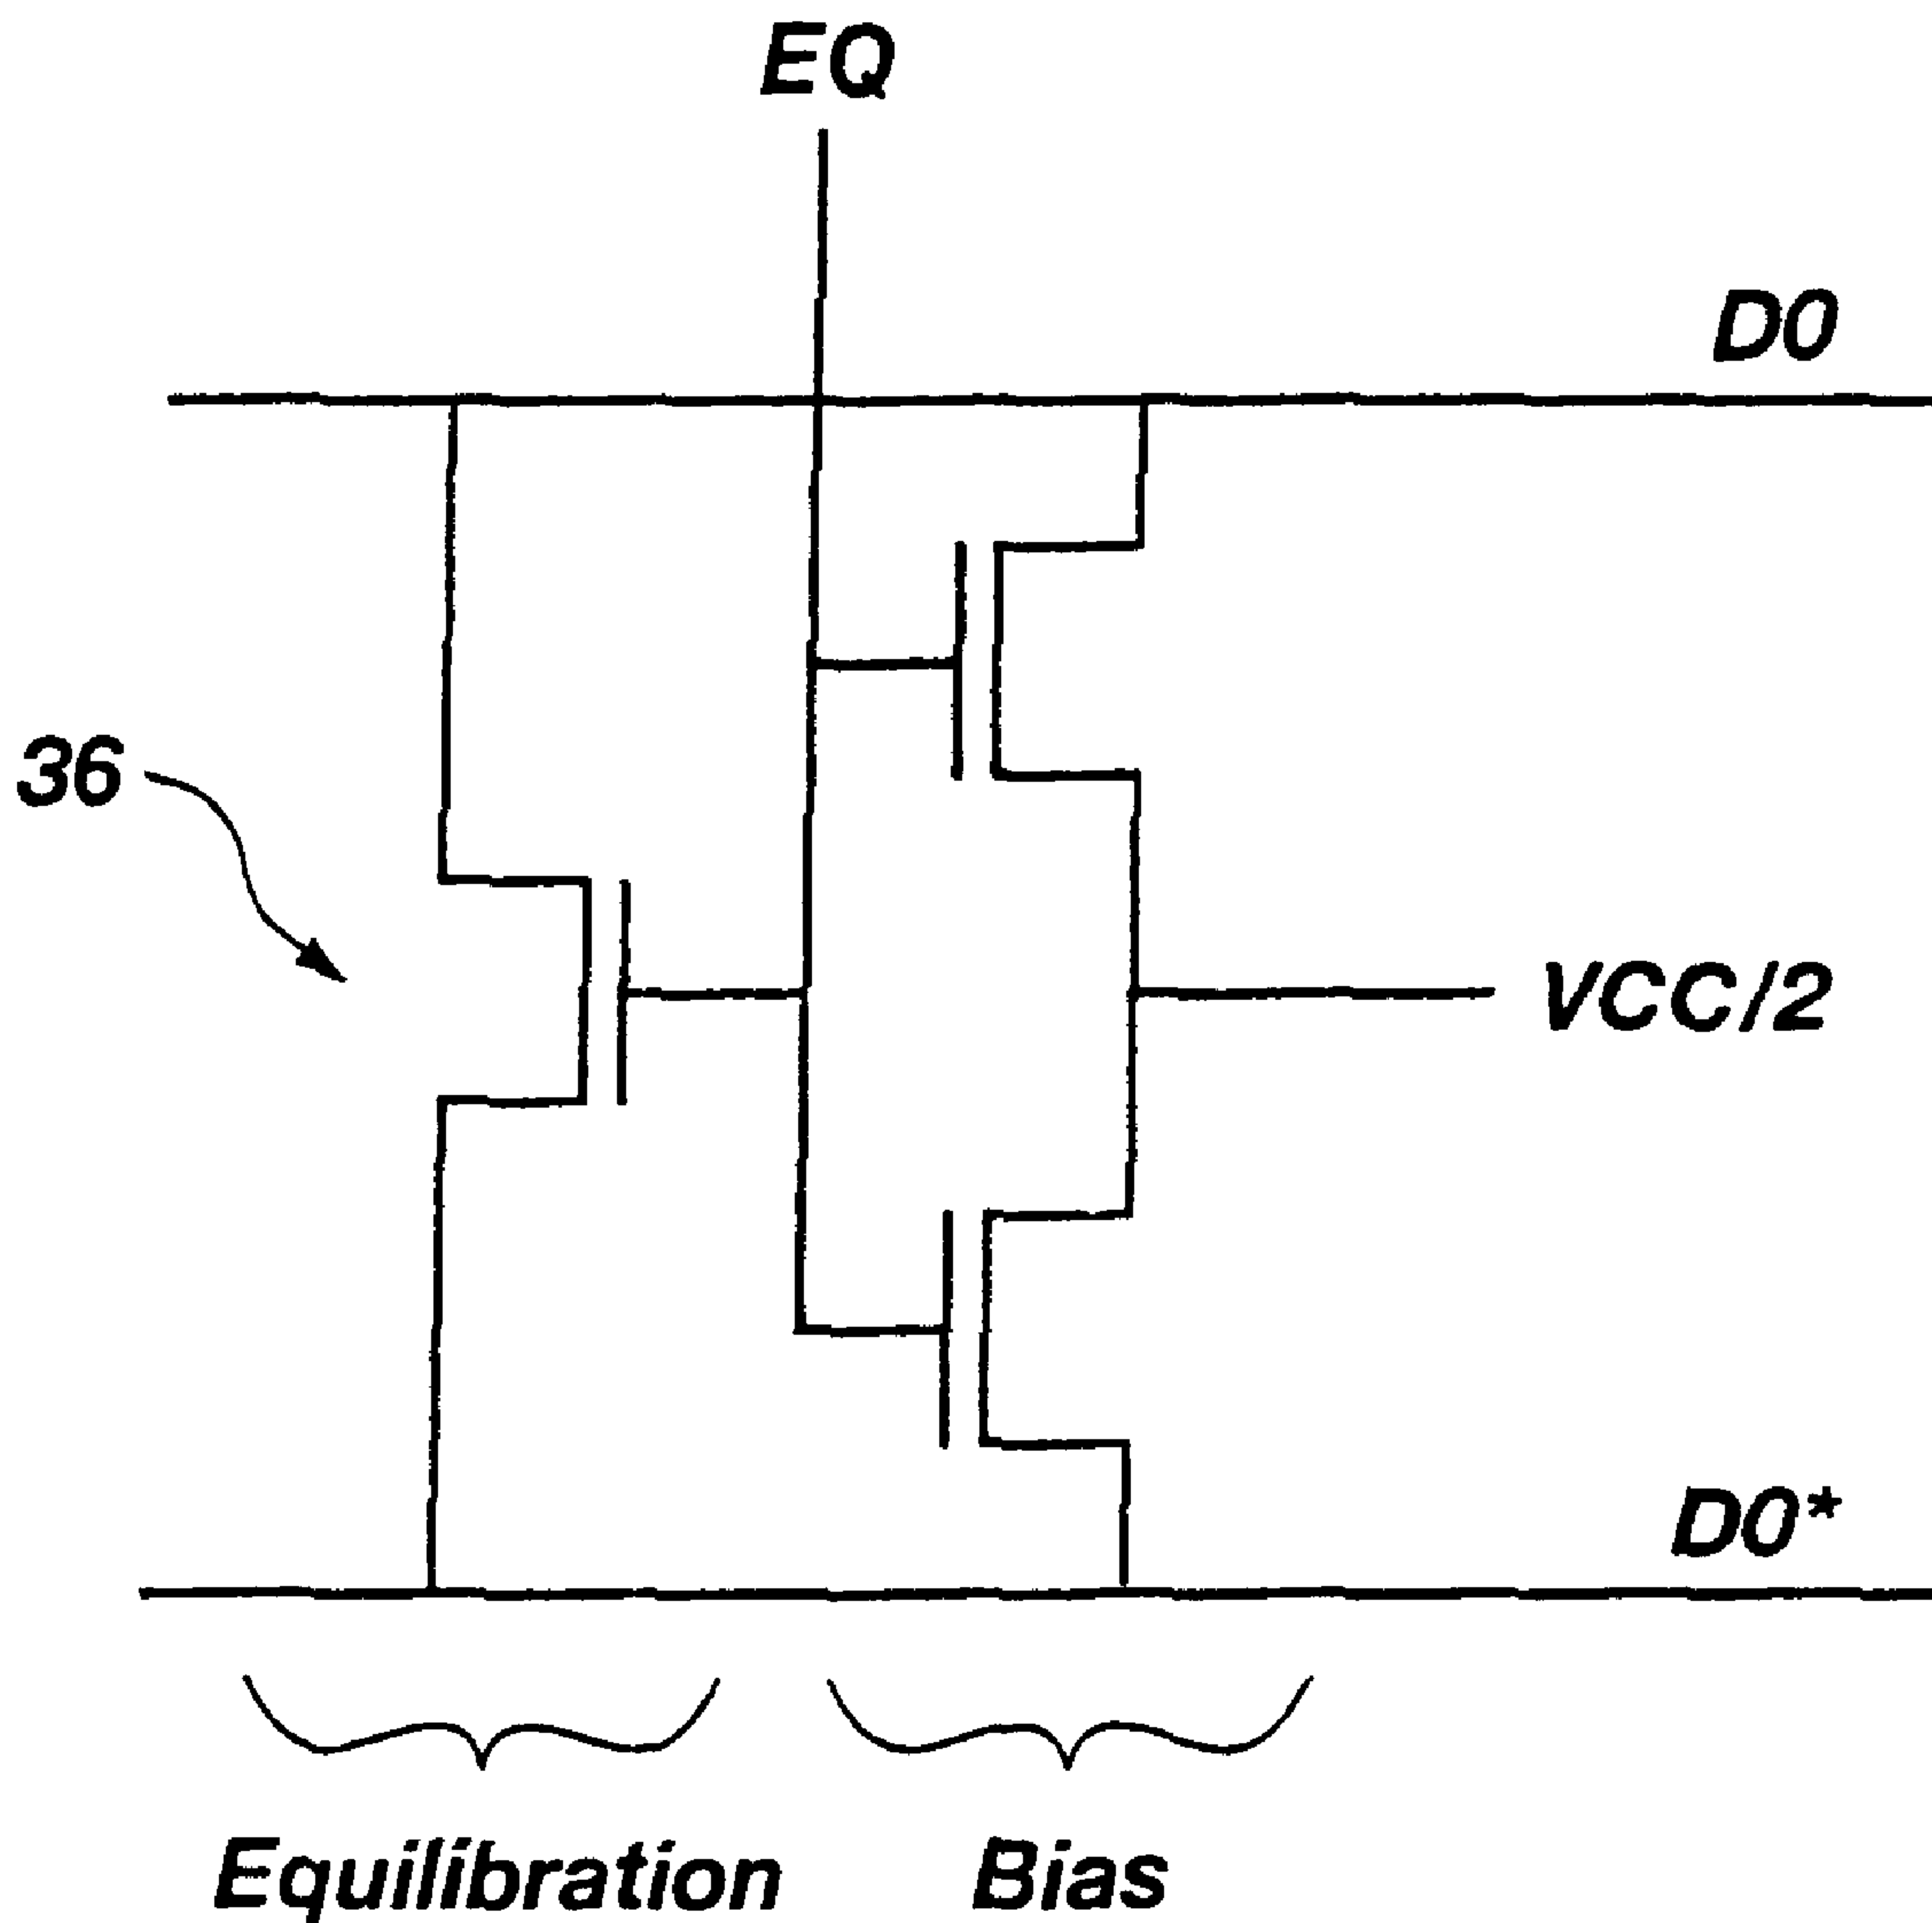 EQ
D0
36
VCC/2
D0*
Equilibration Bias